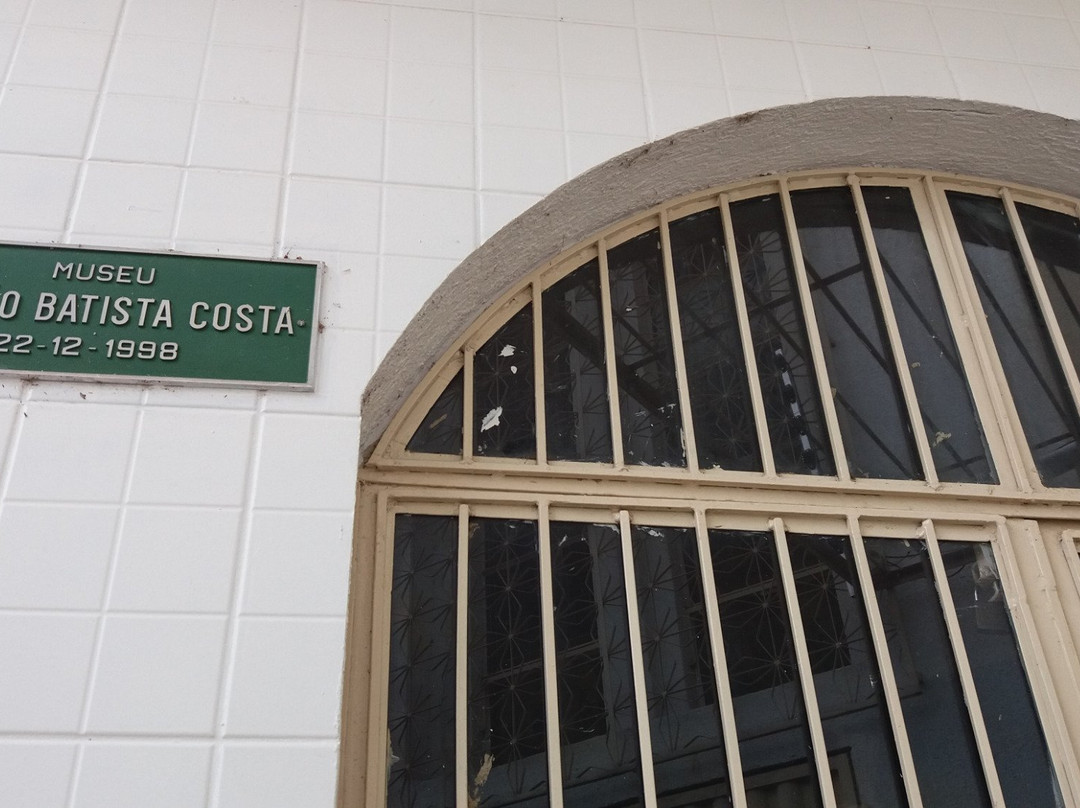 MUSEU
O BATISTA COSTA
22-12-1998